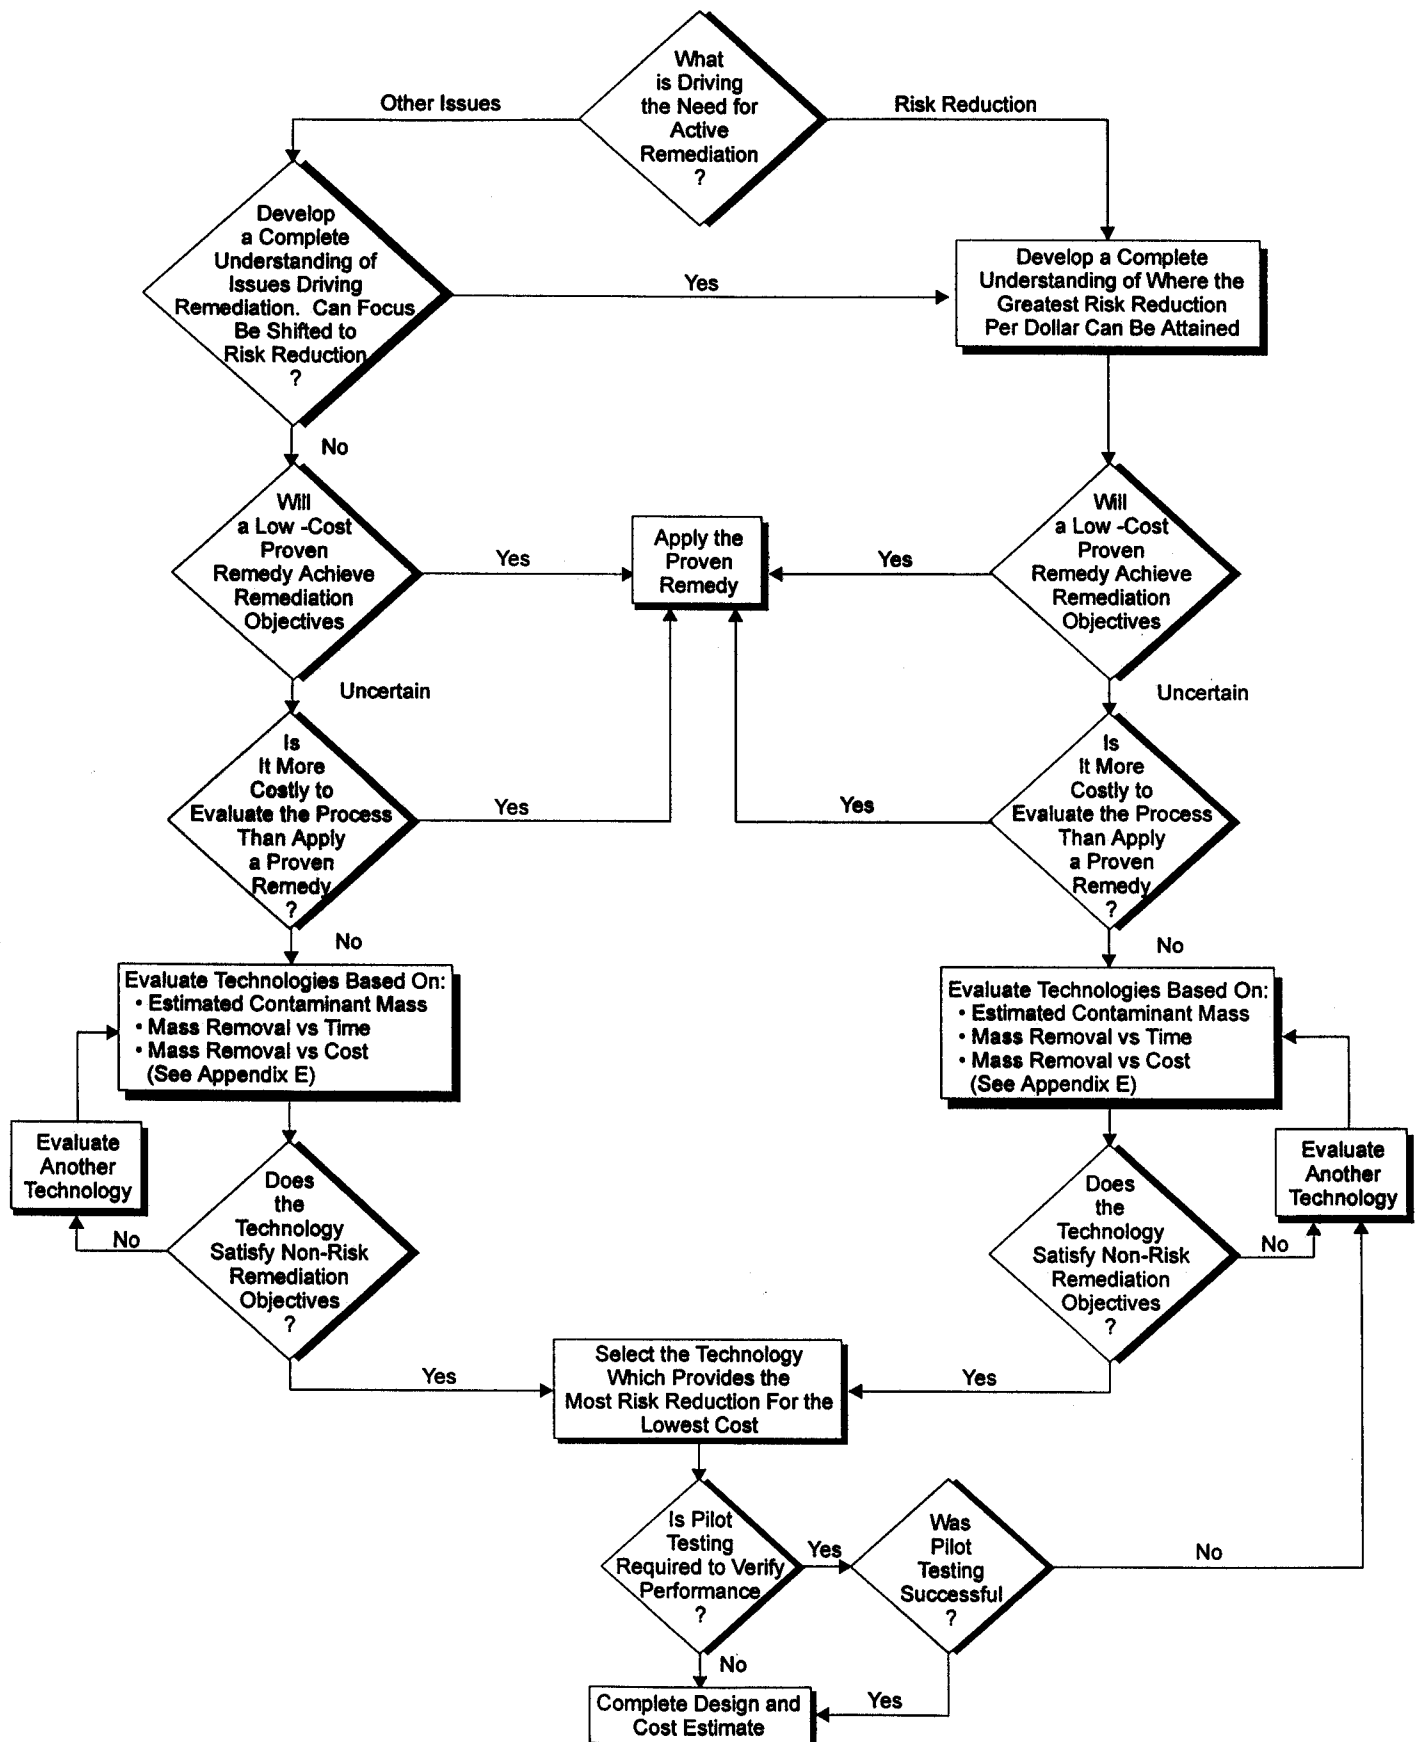 What
is Driving
the Need for
Active
Remediation
?
Other Issues
Risk Reduction
Develop
a Complete
Understanding of
Issues Driving
Remediation. Can Focus
Be Shifted to
Risk Reduction
?
Yes
Develop a Complete
Understanding of Where the
Greatest Risk Reduction
Per Dollar Can Be Attained
No
Will
a Low -Cost
Proven
Remedy Achieve
Remediation
Objectives
Yes
Apply the
Proven
Remedy
Yes
Will
a Low -Cost
Proven
Remedy Achieve
Remediation
Objectives
Uncertain
Uncertain
Is
It More
Costly to
Evaluate the Process
Than Apply
a Proven
Remedy
?
Yes
Yes
Is
It More
Costly to
Evaluate the Process
Than Apply
a Proven
Remedy
?
No
No
Evaluate Technologies Based On:
• Estimated Contaminant Mass
• Mass Removal vs Time
• Mass Removal vs Cost
(See Appendix E)
Evaluate Technologies Based On:
• Estimated Contaminant Mass
• Mass Removal vs Time
• Mass Removal vs Cost
(See Appendix E)
Evaluate
Another
Technology
No
Does
the
Technology
Satisfy Non-Risk
Remediation
Objectives
?
Does
the
Technology
Satisfy Non-Risk
Remediation
Objectives
?
No
Evaluate
Another
Technology
Yes
Select the Technology
Which Provides the
Most Risk Reduction For the
Lowest Cost
Yes
Is Pilot
Testing
Required to Verify
Performance
?
Yes
Was
Pilot
Testing
Successful
?
No
No
Yes
Complete Design and
Cost Estimate